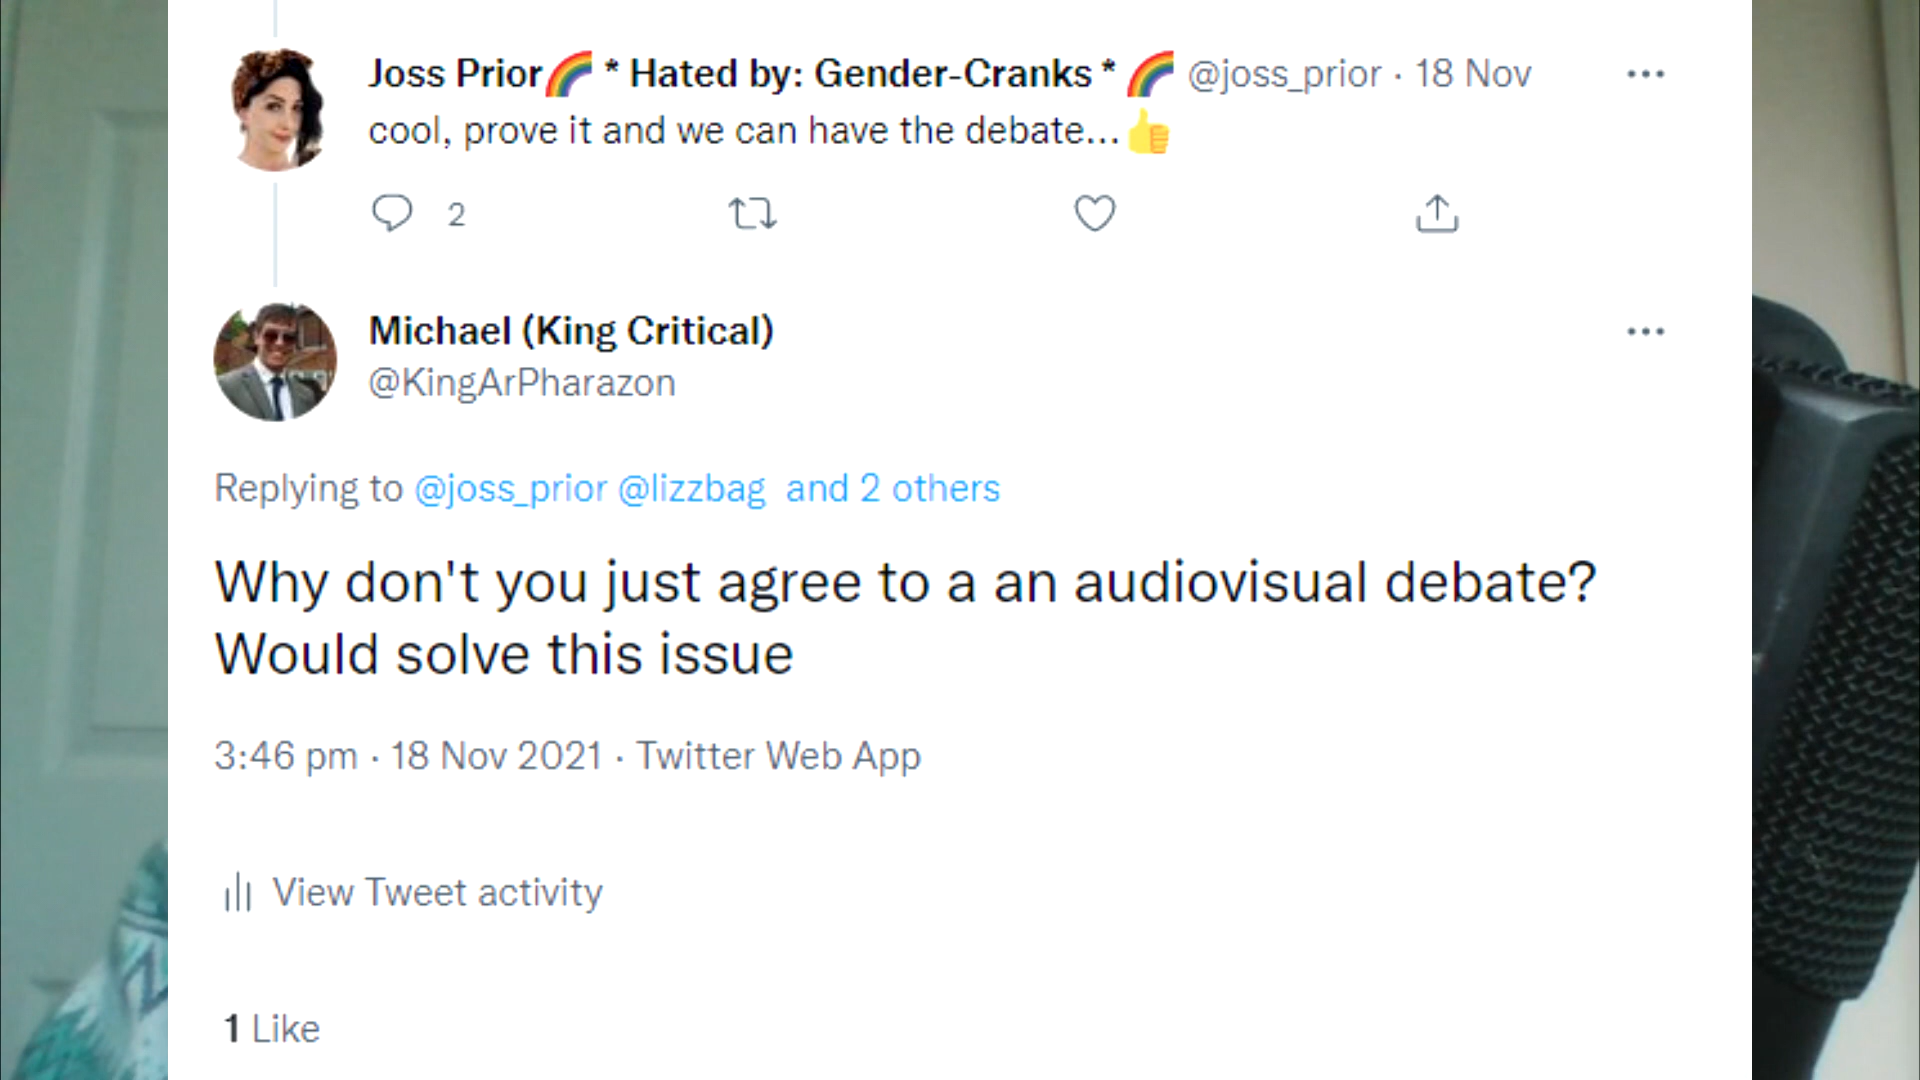 Joss Prior🌈 * Hated by: Gender-Cranks * 🌈 @joss_prior · 18 Nov
cool, prove it and we can have the debate...👍
2
Michael (King Critical)
@KingArPharazon
Replying to @joss_prior @lizzbag and 2 others
Why don't you just agree to a an audiovisual debate?
Would solve this issue
3:46 pm · 18 Nov 2021 · Twitter Web App
View Tweet activity
1 Like